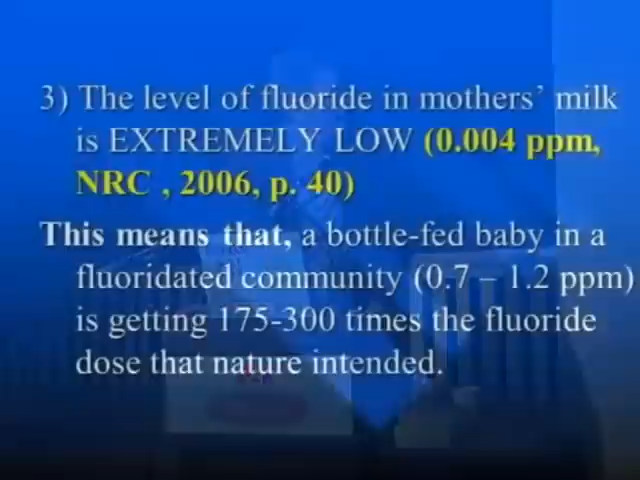 3) The level of fluoride in mothers’ milk
is EXTREMELY LOW (0.004 ppm,
NRC , 2006, p. 40)
This means that, a bottle-fed baby in a
fluoridated community (0.7 – 1.2 ppm)
is getting 175-300 times the fluoride
dose that nature intended.